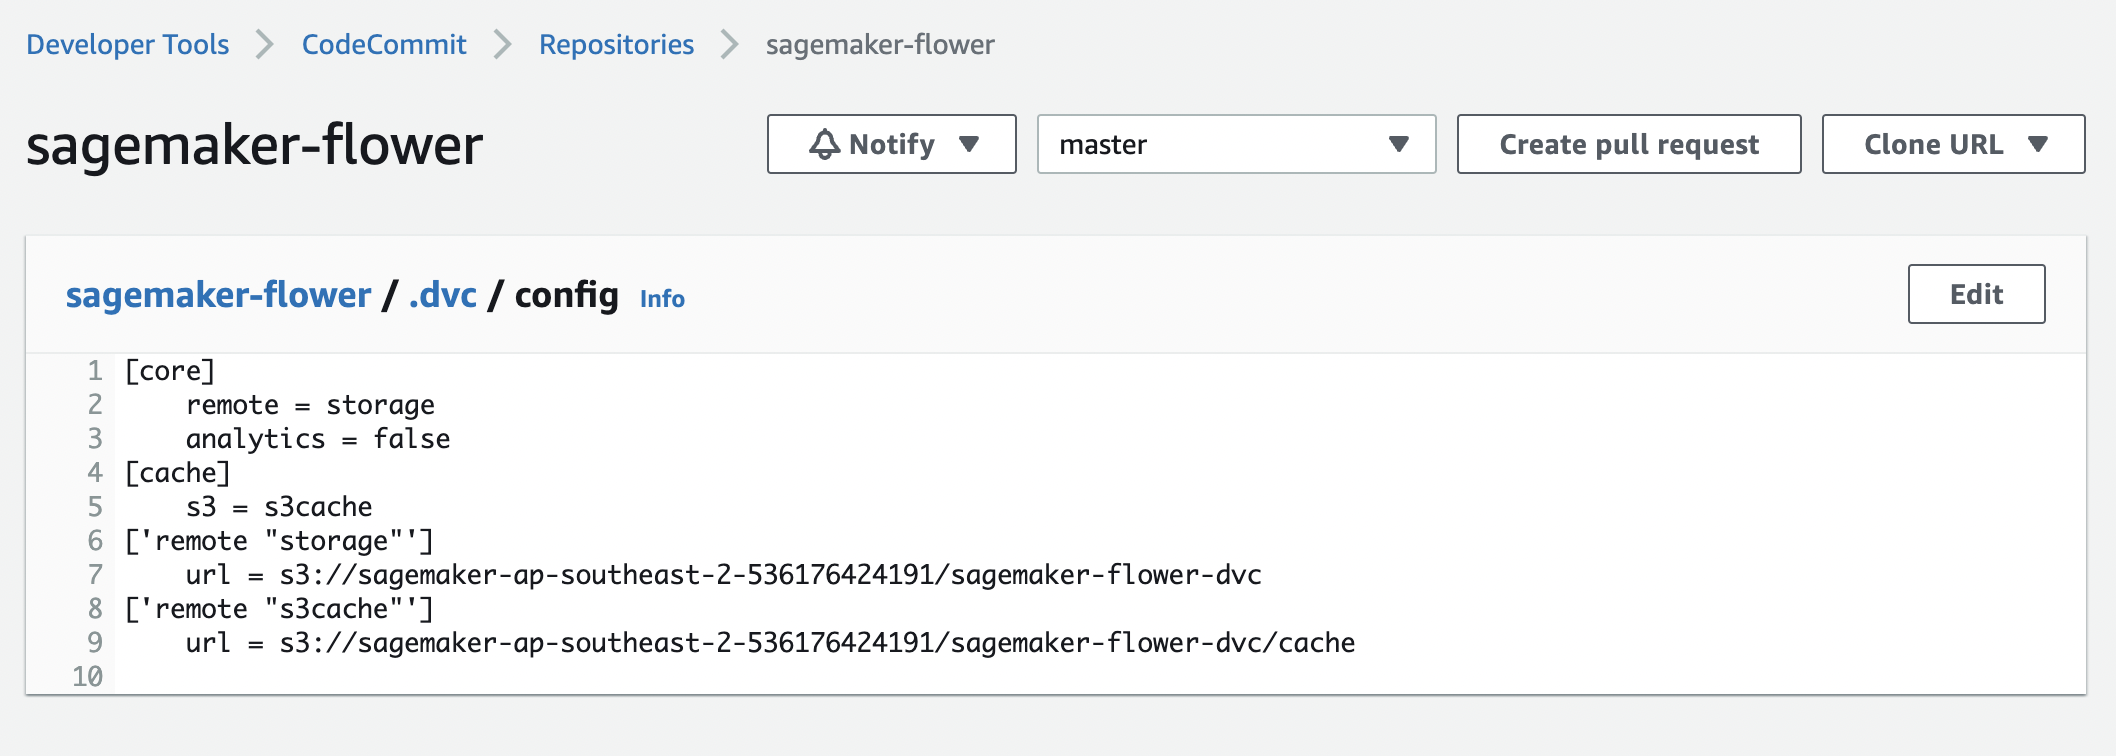 Developer Tools > CodeCommit > Repositories > sagemaker-flower
sagemaker-flower
Notify master Create pull request Clone URL
sagemaker-flower / .dvc / config Info
Edit
1 [core]
2     remote = storage
3     analytics = false
4 [cache]
5     s3 = s3cache
6 ['remote "storage"']
7     url = s3://sagemaker-ap-southeast-2-536176424191/sagemaker-flower-dvc
8 ['remote "s3cache"']
9     url = s3://sagemaker-ap-southeast-2-536176424191/sagemaker-flower-dvc/cache
10